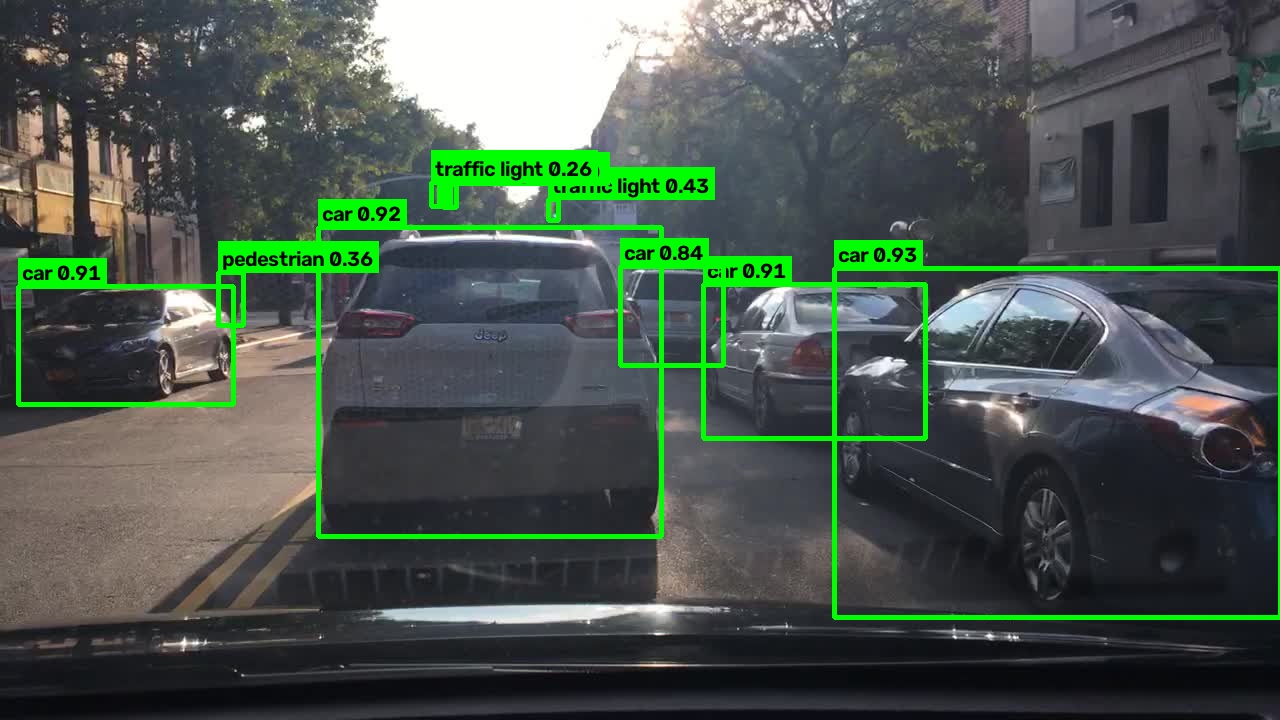 traffic light 0.26
traffic light 0.43
car 0.92
car 0.84
car 0.93
pedestrian 0.36
car 0.91
car 0.91
Jeep